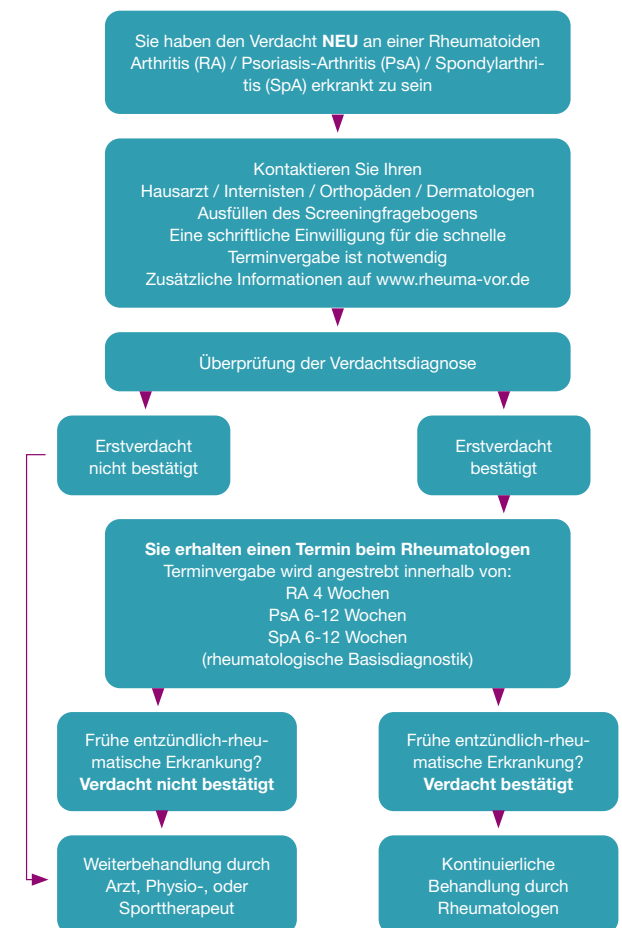 Sie haben den Verdacht NEU an einer Rheumatoiden
Arthritis (RA) / Psoriasis-Arthritis (PsA) / Spondylarthri-
tis (SpA) erkrankt zu sein
Kontaktieren Sie Ihren
Hausarzt / Internisten / Orthopäden / Dermatologen
Ausfüllen des Screeningfragebogens
Eine schriftliche Einwilligung für die schnelle
Terminvergabe ist notwendig
Zusätzliche Informationen auf www.rheuma-vor.de
Überprüfung der Verdachtsdiagnose
Erstverdacht
nicht bestätigt
Erstverdacht
bestätigt
Sie erhalten einen Termin beim Rheumatologen
Terminvergabe wird angestrebt innerhalb von:
RA 4 Wochen
PsA 6-12 Wochen
SpA 6-12 Wochen
(rheumatologische Basisdiagnostik)
Frühe entzündlich-rheu-
matische Erkrankung?
Verdacht nicht bestätigt
Frühe entzündlich-rheu-
matische Erkrankung?
Verdacht bestätigt
Weiterbehandlung durch
Arzt, Physio-, oder
Sporttherapeut
Kontinuierliche
Behandlung durch
Rheumatologen